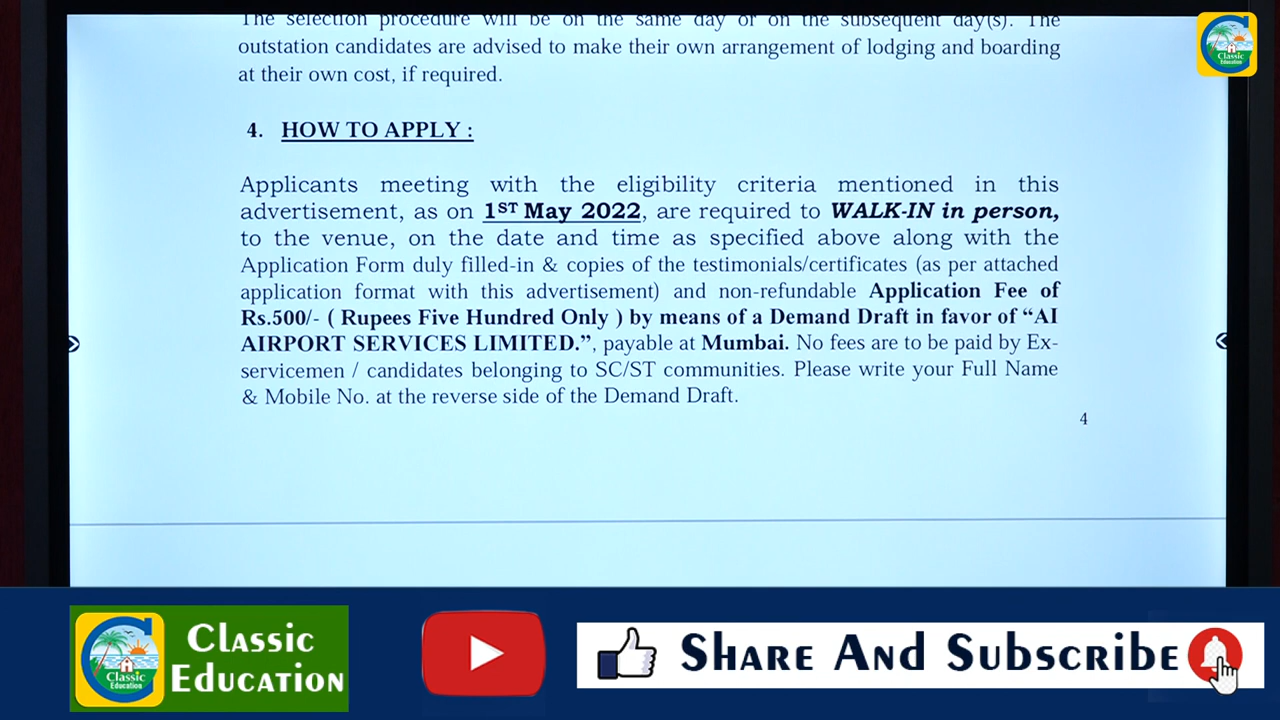 The selection procedure will be on the same day or on the subsequent day(s). The
outstation candidates are advised to make their own arrangement of lodging and boarding
at their own cost, if required.
4. HOW TO APPLY :
Applicants meeting with the eligibility criteria mentioned in this
advertisement, as on 1ST May 2022, are required to WALK-IN in person,
to the venue, on the date and time as specified above along with the
Application Form duly filled-in & copies of the testimonials/certificates (as per attached
application format with this advertisement) and non-refundable Application Fee of
Rs.500/- ( Rupees Five Hundred Only ) by means of a Demand Draft in favor of “AI
AIRPORT SERVICES LIMITED.”, payable at Mumbai. No fees are to be paid by Ex-
servicemen / candidates belonging to SC/ST communities. Please write your Full Name
& Mobile No. at the reverse side of the Demand Draft.
4
Classic
Education
Classic
Education
Classic
Education
Share And Subscribe